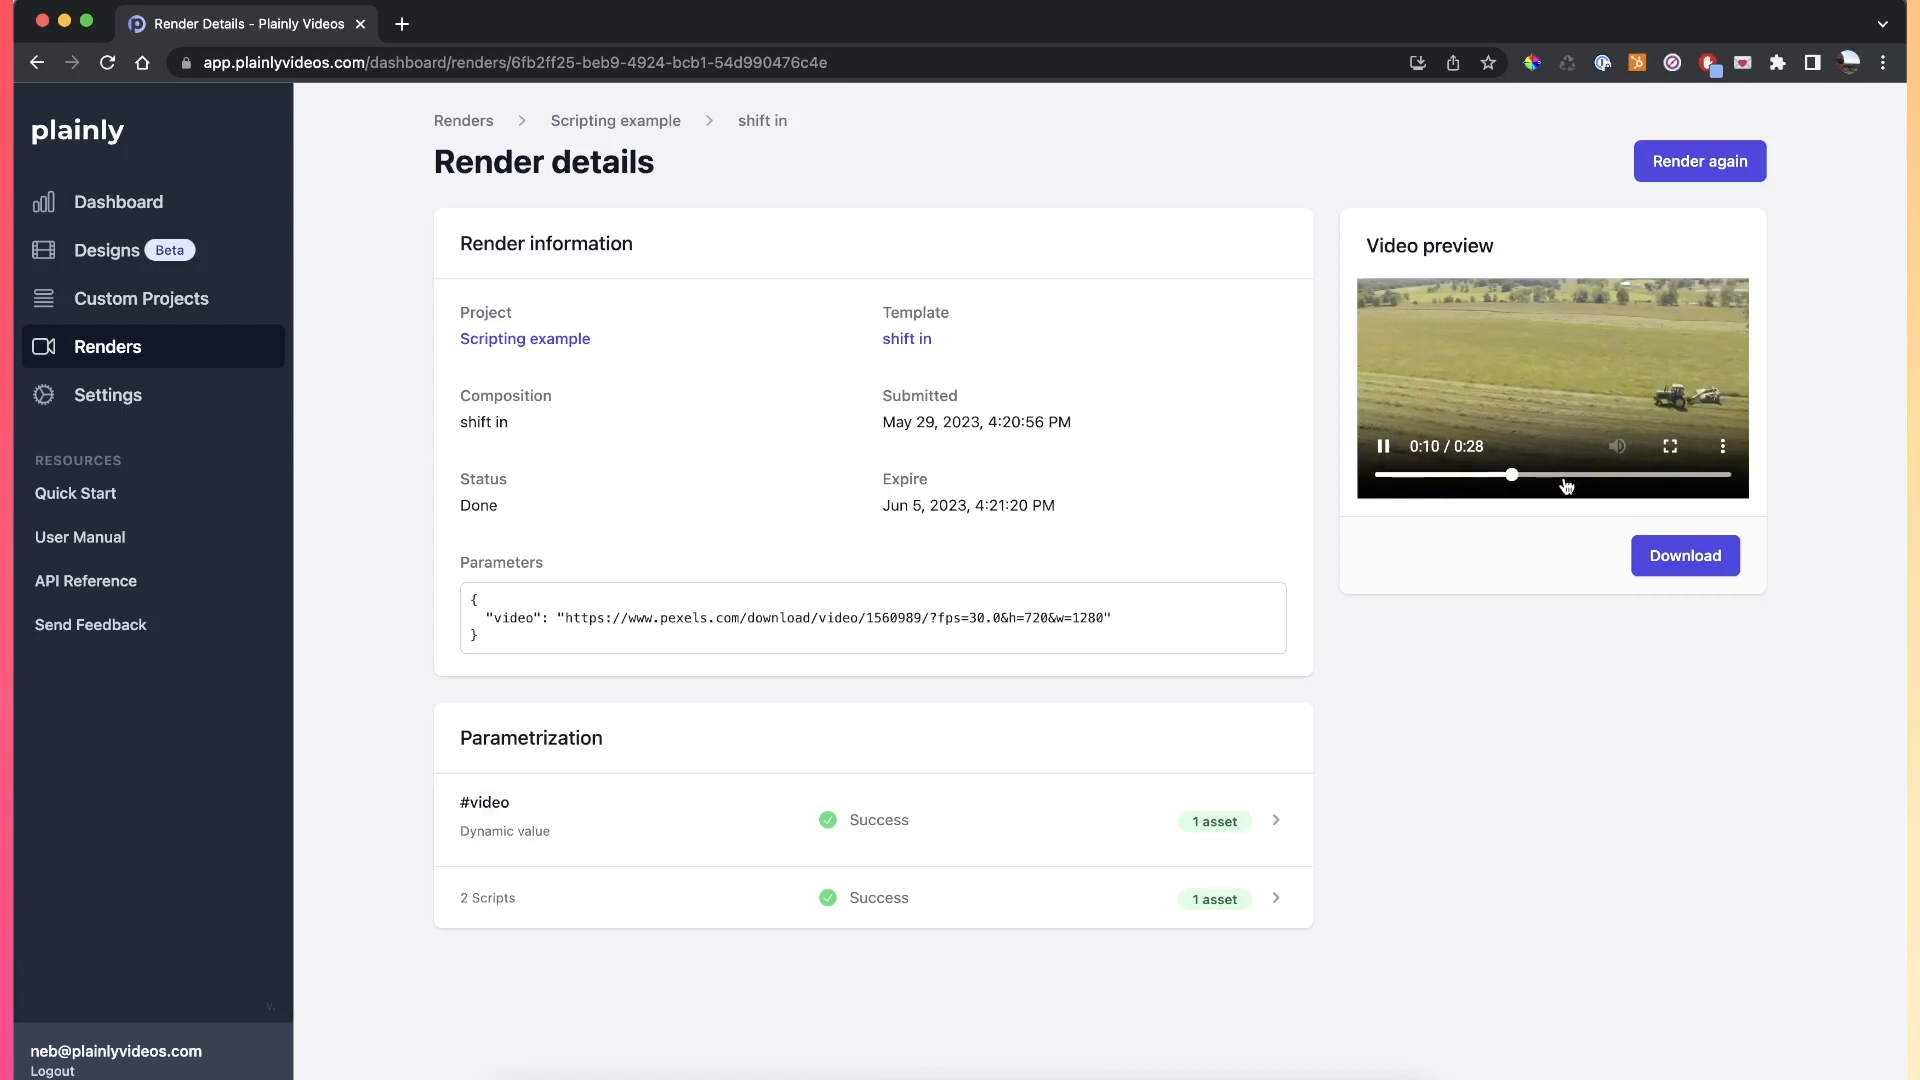 Render Details - Plainly Videos
app.plainlyvideos.com/dashboard/renders/6fb2ff25-beb9-4924-bcb1-54d990476c4e
plainly
Dashboard
Designs Beta
Custom Projects
Renders
Settings
RESOURCES
Quick Start
User Manual
API Reference
Send Feedback
v.
neb@plainlyvideos.com
Logout
Renders > Scripting example > shift in
Render details
Render again
Render information
Project
Scripting example
Template
shift in
Composition
shift in
Submitted
May 29, 2023, 4:20:56 PM
Status
Done
Expire
Jun 5, 2023, 4:21:20 PM
Parameters
{
"video": "https://www.pexels.com/download/video/1560989/?fps=30.0&h=720&w=1280"
}
Parametrization
#video
Dynamic value
Success
1 asset
2 Scripts
Success
1 asset
Video preview
0:10 / 0:28
Download